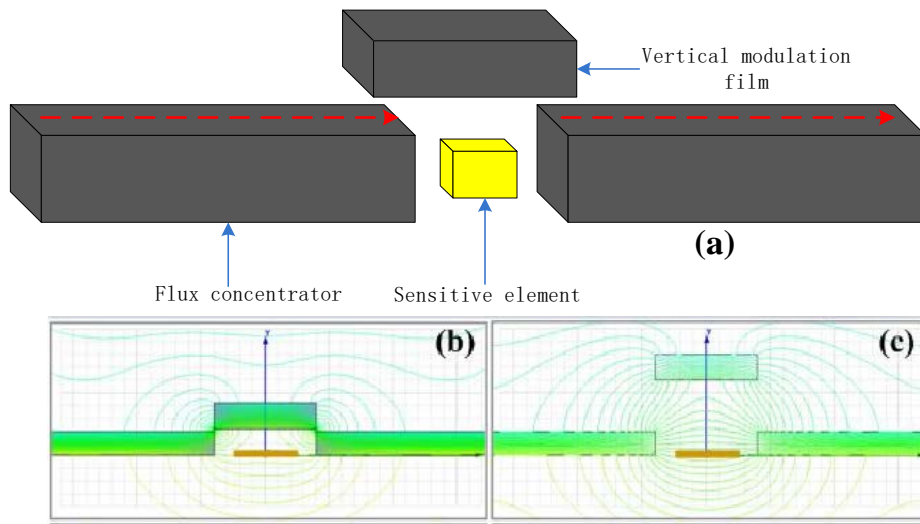 Vertical modulation
film
(a)
Flux concentrator
Sensitive element
(b)
(c)